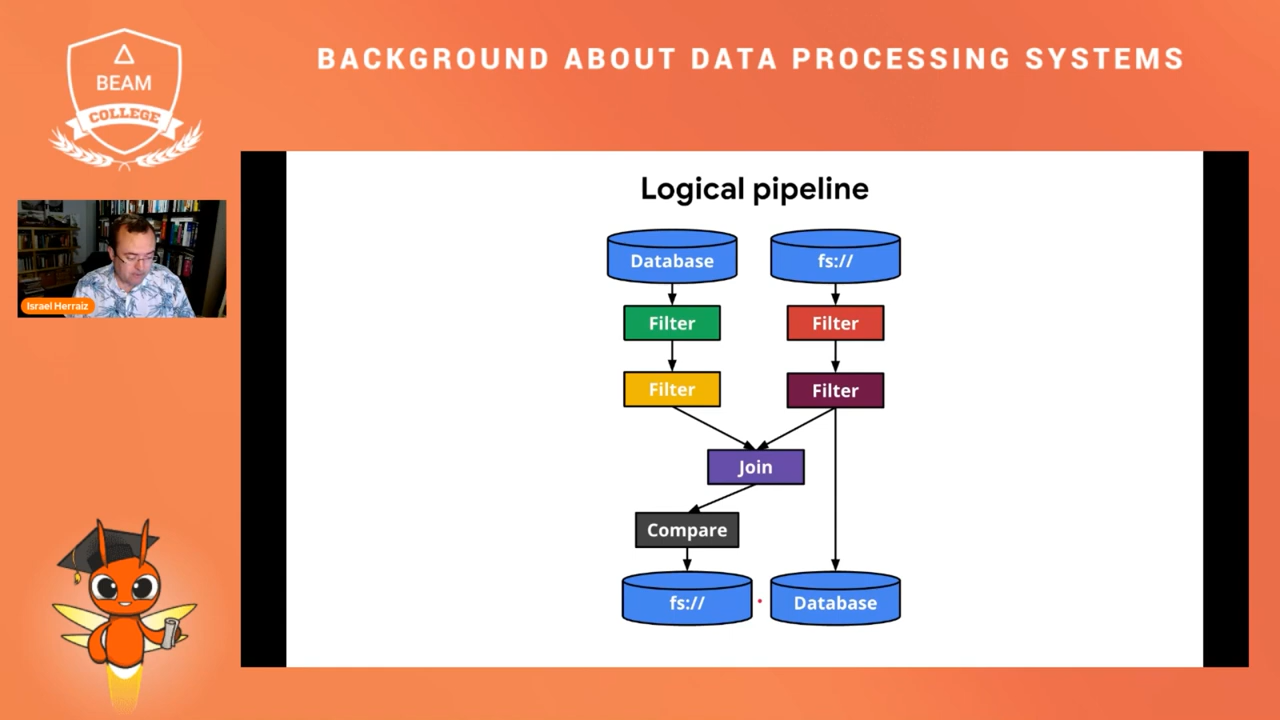 BACKGROUND ABOUT DATA PROCESSING SYSTEMS
BEAM
COLLEGE
Israel Herraiz
Logical pipeline
Database
fs://
Filter
Filter
Filter
Filter
Join
Compare
fs://
Database